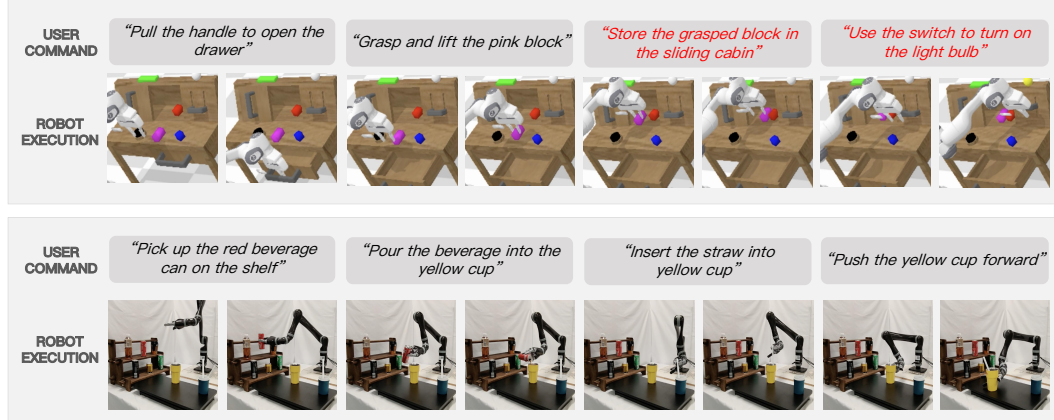 USER
COMMAND
“Pull the handle to open the
drawer”
“Grasp and lift the pink block”
“Store the grasped block in
the sliding cabin”
“Use the switch to turn on
the light bulb”
ROBOT
EXECUTION
USER
COMMAND
“Pick up the red beverage
can on the shelf”
“Pour the beverage into the
yellow cup”
“Insert the straw into
yellow cup”
“Push the yellow cup forward”
ROBOT
EXECUTION